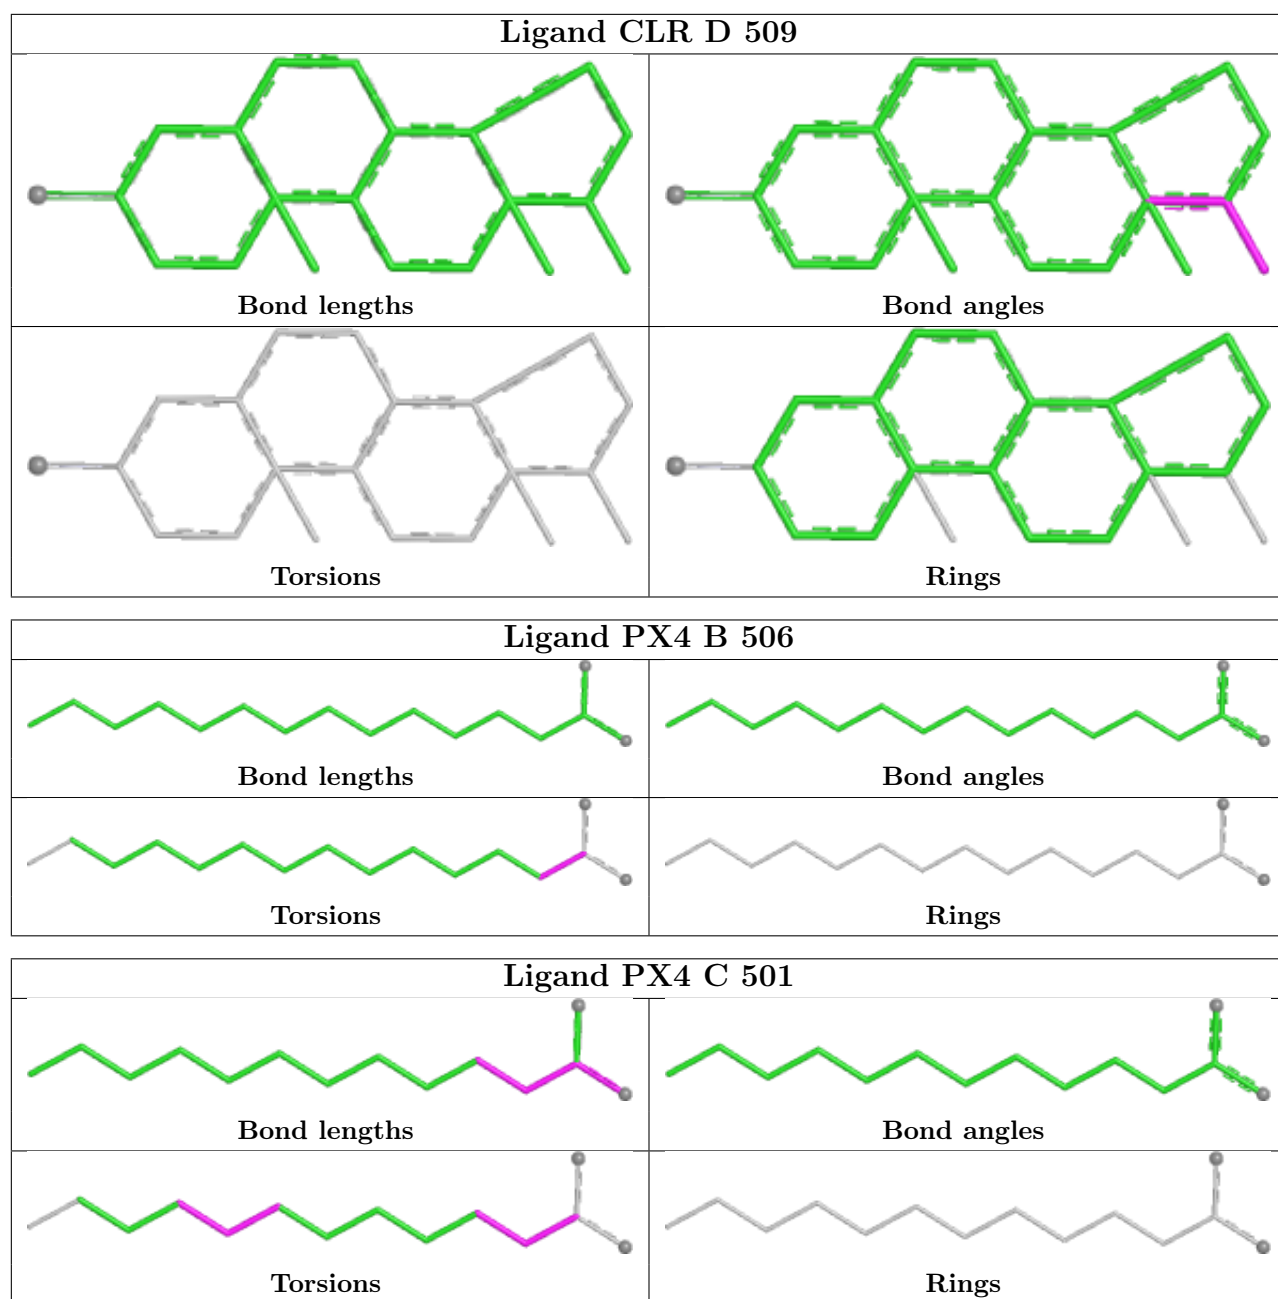 Ligand CLR D 509
Bond lengths
Bond angles
Torsions
Rings
Ligand PX4 B 506
Bond lengths
Bond angles
Torsions
Rings
Ligand PX4 C 501
Bond lengths
Bond angles
Torsions
Rings